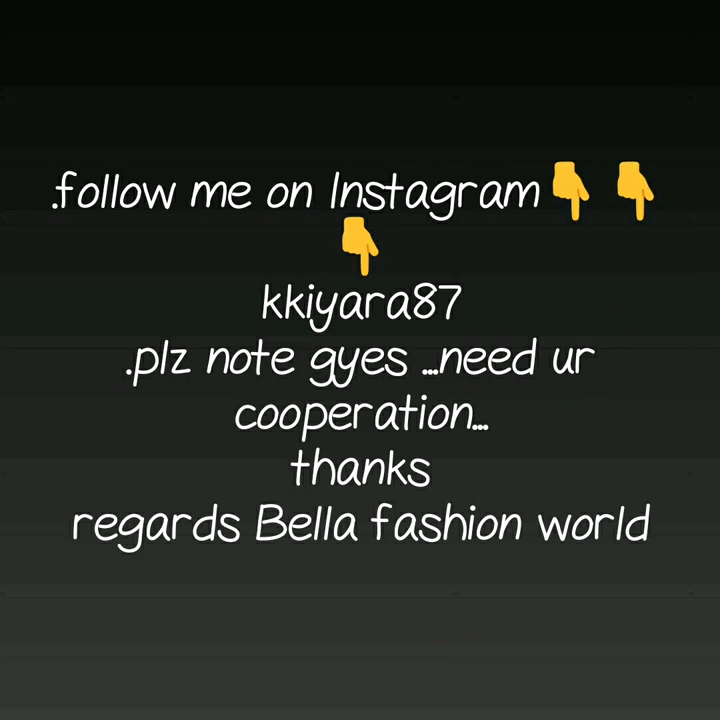 .follow me on Instagram👇👇
👇
kkiyara87
.plz note gyes ...need ur
cooperation...
thanks
regards Bella fashion world